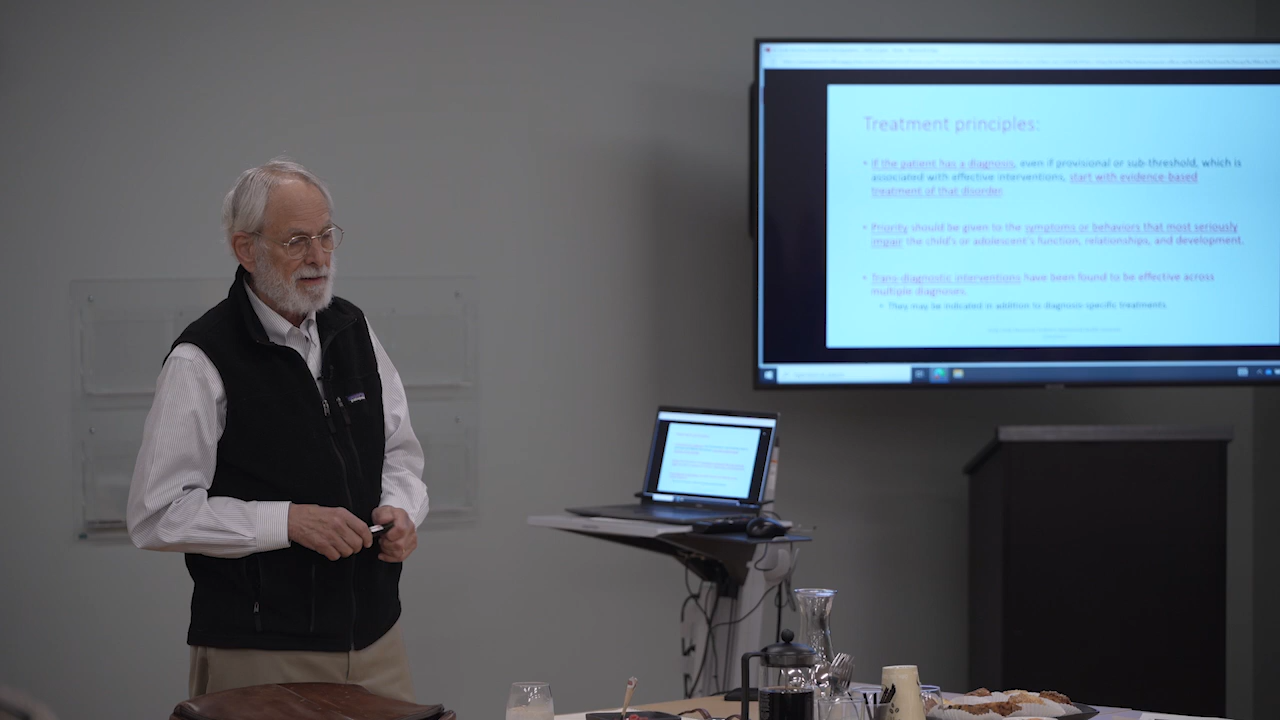 Treatment principles:
• If the patient has a diagnosis, even if provisional or sub-threshold, which is
associated with affective interventions, start with evidence-based
treatment of that disorder.
• Priority should be given to the symptoms or behaviors that most seriously
impair the child's or adolescent's function, relationships, and development.
• Trans-diagnostic interventions have been found to be effective across
multiple diagnoses.
• They may be indicated in addition to diagnosis-specific treatments.